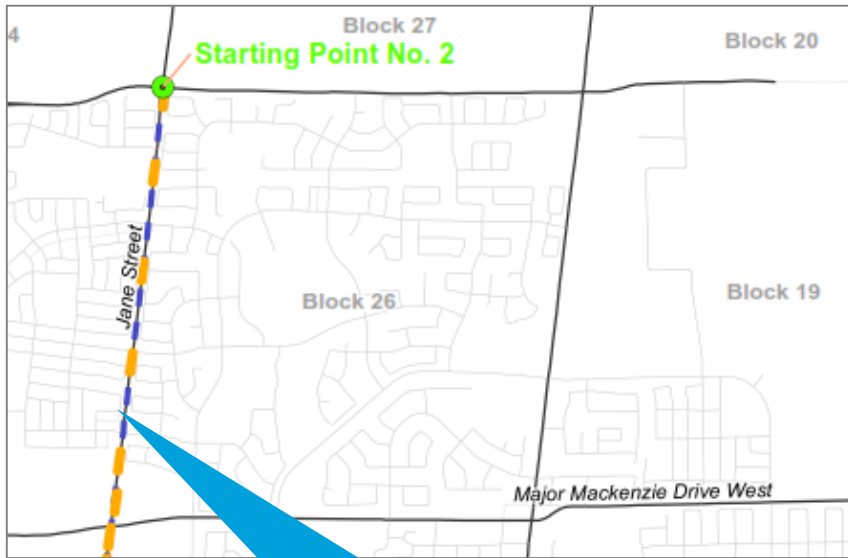 Block 27
4
Block 20
Starting Point No. 2
Jane Street
Block 26
Block 19
Major Mackenzie Drive West